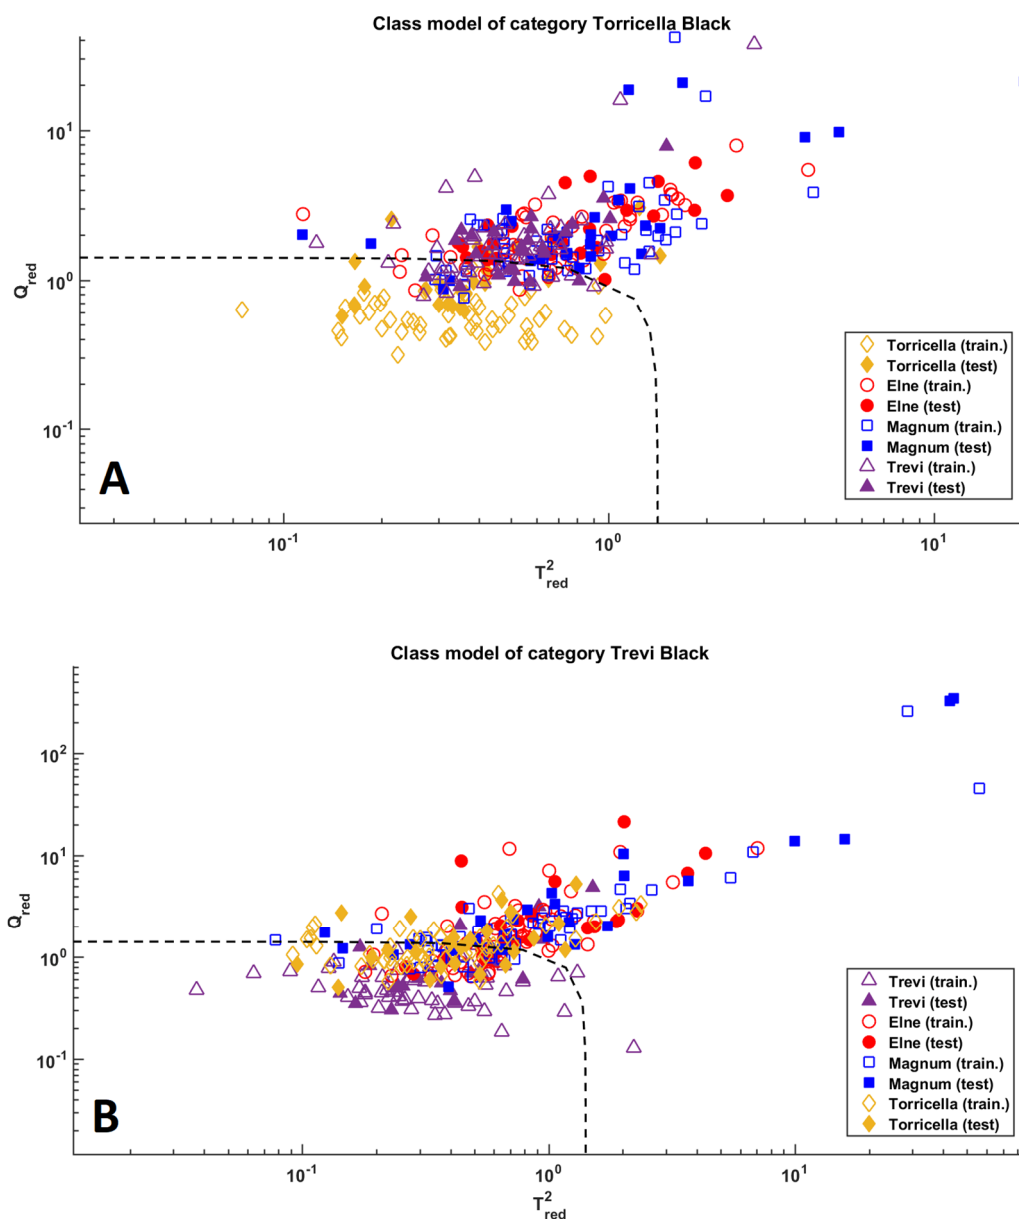 Class model of category Torricella Black
10^1
10^0
10^-1
Q_red
A
Torricella (train.)
Torricella (test)
Elne (train.)
Elne (test)
Magnum (train.)
Magnum (test)
Trevi (train.)
Trevi (test)
10^-1 10^0 10^1
T^2_red
Class model of category Trevi Black
10^2
10^1
10^0
10^-1
Q_red
B
Trevi (train.)
Trevi (test)
Elne (train.)
Elne (test)
Magnum (train.)
Magnum (test)
Torricella (train.)
Torricella (test)
10^-1 10^0 10^1
T^2_red